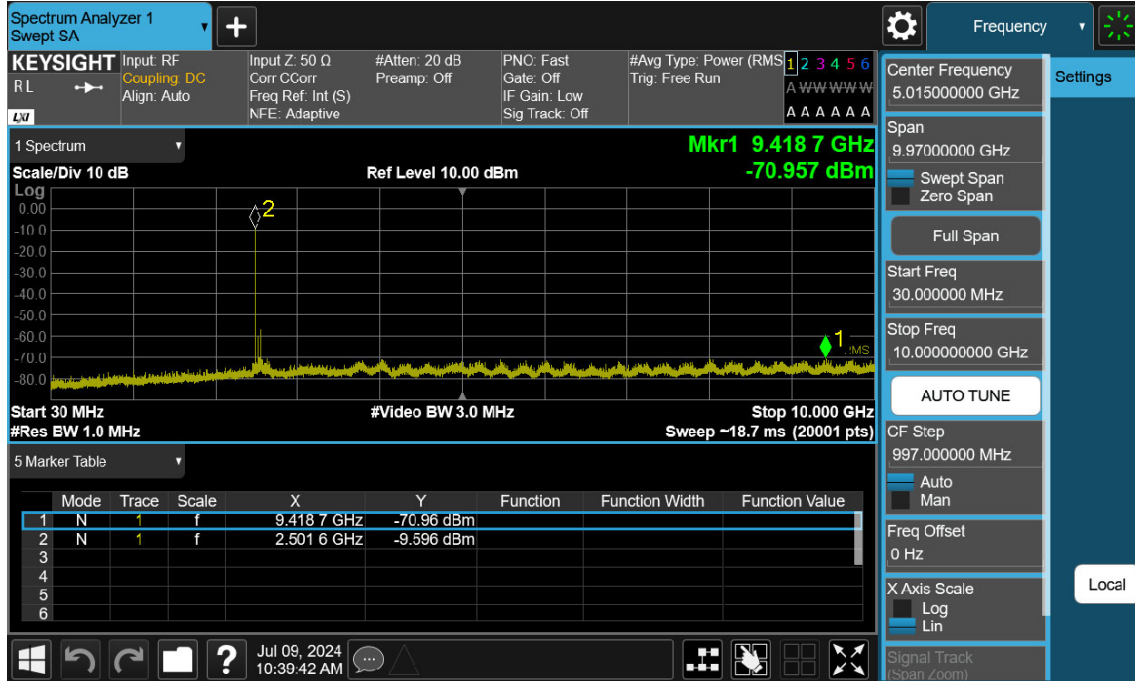 Spectrum Analyzer 1
Swept SA
+
Frequency
KEYSIGHT
R L
LXI
Input: RF
Coupling: DC
Align: Auto
Input Z: 50 Ω
Corr CCorr
Freq Ref: Int (S)
NFE: Adaptive
#Atten: 20 dB
Preamp: Off
PNO: Fast
Gate: Off
IF Gain: Low
Sig Track: Off
#Avg Type: Power (RMS
Trig: Free Run
1 2 3 4 5 6
A W W W W W
A A A A A A
1 Spectrum
Scale/Div 10 dB
Ref Level 10.00 dBm
Mkr1 9.418 7 GHz
-70.957 dBm
Log
0.00
-10.0
-20.0
-30.0
-40.0
-50.0
-60.0
-70.0
-80.0
2
1
Start 30 MHz
#Video BW 3.0 MHz
Stop 10.000 GHz
#Res BW 1.0 MHz
Sweep ~18.7 ms (20001 pts)
5 Marker Table
Mode Trace Scale X Y Function Function Width Function Value
1 N 1 f 9.418 7 GHz -70.96 dBm
2 N 1 f 2.501 6 GHz -9.596 dBm
3
4
5
6
?
Jul 09, 2024
10:39:42 AM
Center Frequency
5.015000000 GHz
Span
9.97000000 GHz
Swept Span
Zero Span
Full Span
Start Freq
30.000000 MHz
Stop Freq
10.000000000 GHz
AUTO TUNE
CF Step
997.000000 MHz
Auto
Man
Freq Offset
0 Hz
X Axis Scale
Log
Lin
Signal Track
(Span Zoom)
Settings
Local